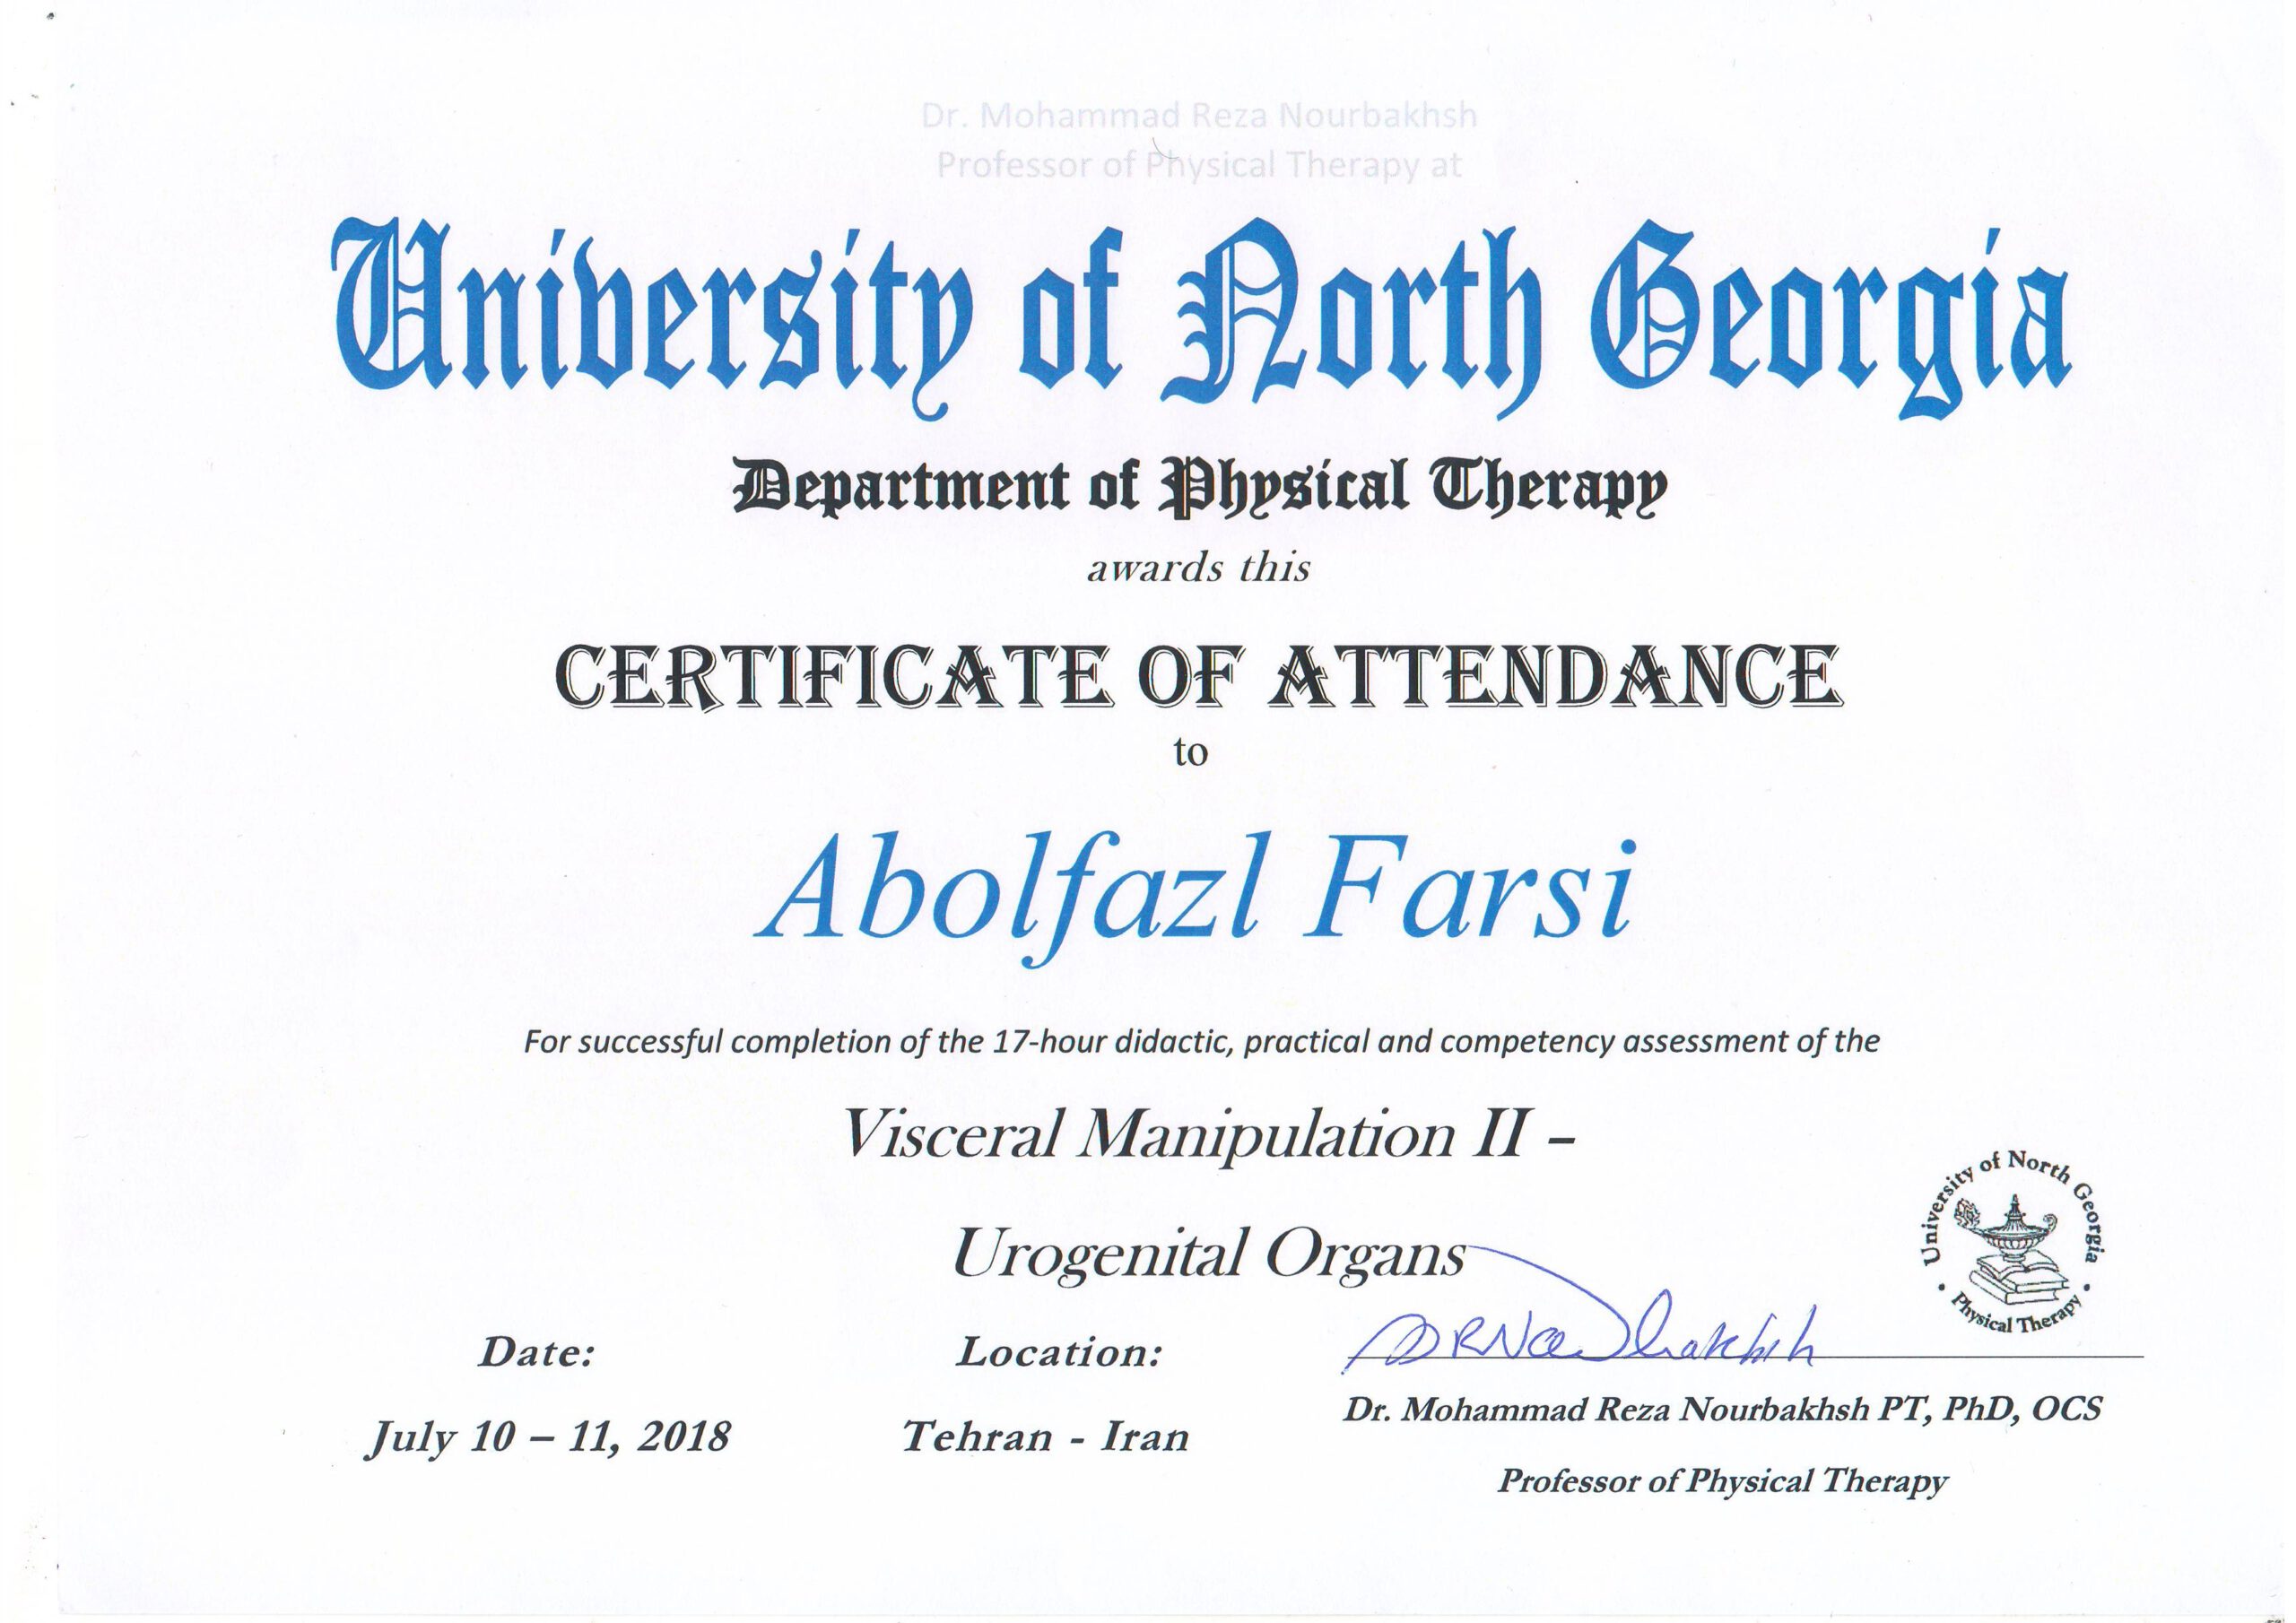 Dr. Mohammad Reza Nourbakhsh
Professor of Physical Therapy at
University of North Georgia
Department of Physical Therapy
awards this
CERTIFICATE OF ATTENDANCE
to
Abolfazl Farsi
For successful completion of the 17-hour didactic, practical and competency assessment of the
Visceral Manipulation II –
Urogenital Organs
University of North Georgia
• Physical Therapy •
Date:
Location:
July 10 – 11, 2018
Tehran - Iran
Dr. Mohammad Reza Nourbakhsh PT, PhD, OCS
Professor of Physical Therapy